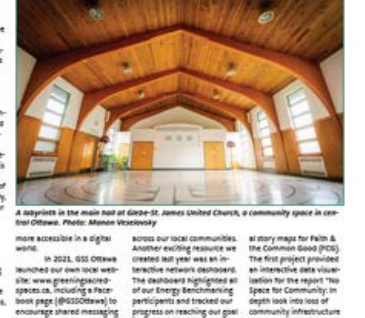 A labyrinth in the main hall at Glebe-St. James United Church, a community space in cen-
tral Ottawa. Photo: Manon Veselovsky
more accessible in a digital
world.
In 2021, GSS Ottawa
launched our own local web-
site: www.greeningsacred-
spaces.ca, including a Face-
book page (@GSSOttawa) to
encourage shared messaging
across our local communities.
Another exciting resource we
created last year was an in-
teractive network dashboard.
The dashboard highlighted all
of our Energy Benchmarking
participants and tracked our
progress on reaching our goal
al story maps for Faith &
the Common Good (FCG).
The first project provided
an interactive data visual-
ization for the report "No
Space for Community: In
depth look into loss of
community infrastructure